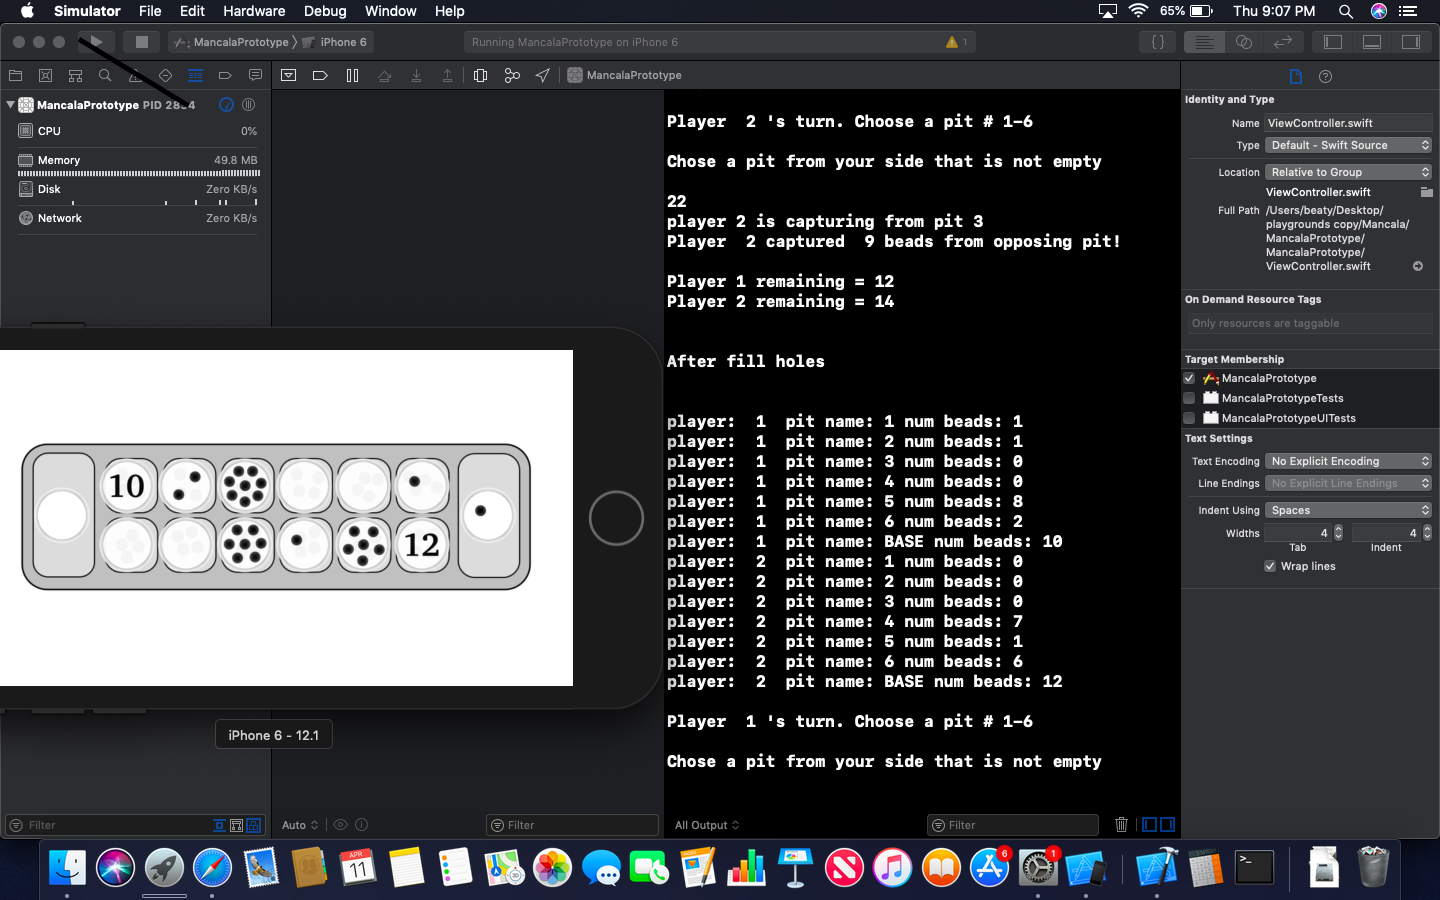 Simulator File Edit Hardware Debug Window Help 65% Thu 9:07 PM
MancalaPrototype iPhone 6 Running MancalaPrototype on iPhone 6 1
MancalaPrototype
MancalaPrototype PID
CPU 0%
Memory 49.8 MB
Disk Zero KB/s
Network Zero KB/s
Player 2 's turn. Choose a pit # 1-6
Chose a pit from your side that is not empty
22
player 2 is capturing from pit 3
Player 2 captured 9 beads from opposing pit!
Player 1 remaining = 12
Player 2 remaining = 14
After fill holes
player: 1 pit name: 1 num beads: 1
player: 1 pit name: 2 num beads: 1
player: 1 pit name: 3 num beads: 0
player: 1 pit name: 4 num beads: 0
player: 1 pit name: 5 num beads: 8
player: 1 pit name: 6 num beads: 2
player: 1 pit name: BASE num beads: 10
player: 2 pit name: 1 num beads: 0
player: 2 pit name: 2 num beads: 0
player: 2 pit name: 3 num beads: 0
player: 2 pit name: 4 num beads: 7
player: 2 pit name: 5 num beads: 1
player: 2 pit name: 6 num beads: 6
player: 2 pit name: BASE num beads: 12
Player 1 's turn. Choose a pit # 1-6
Chose a pit from your side that is not empty
10
12
iPhone 6 - 12.1
Filter
Auto
Filter
All Output
Filter
Identity and Type
Name ViewController.swift
Type Default - Swift Source
Location Relative to Group
ViewController.swift
Full Path /Users/beaty/Desktop/
playgrounds copy/Mancala/
MancalaPrototype/
MancalaPrototype/
ViewController.swift
On Demand Resource Tags
Only resources are taggable
Target Membership
MancalaPrototype
MancalaPrototypeTests
MancalaPrototypeUITests
Text Settings
Text Encoding No Explicit Encoding
Line Endings No Explicit Line Endings
Indent Using Spaces
Widths 4 4
Tab Indent
Wrap lines
APR
11
6
1
>_